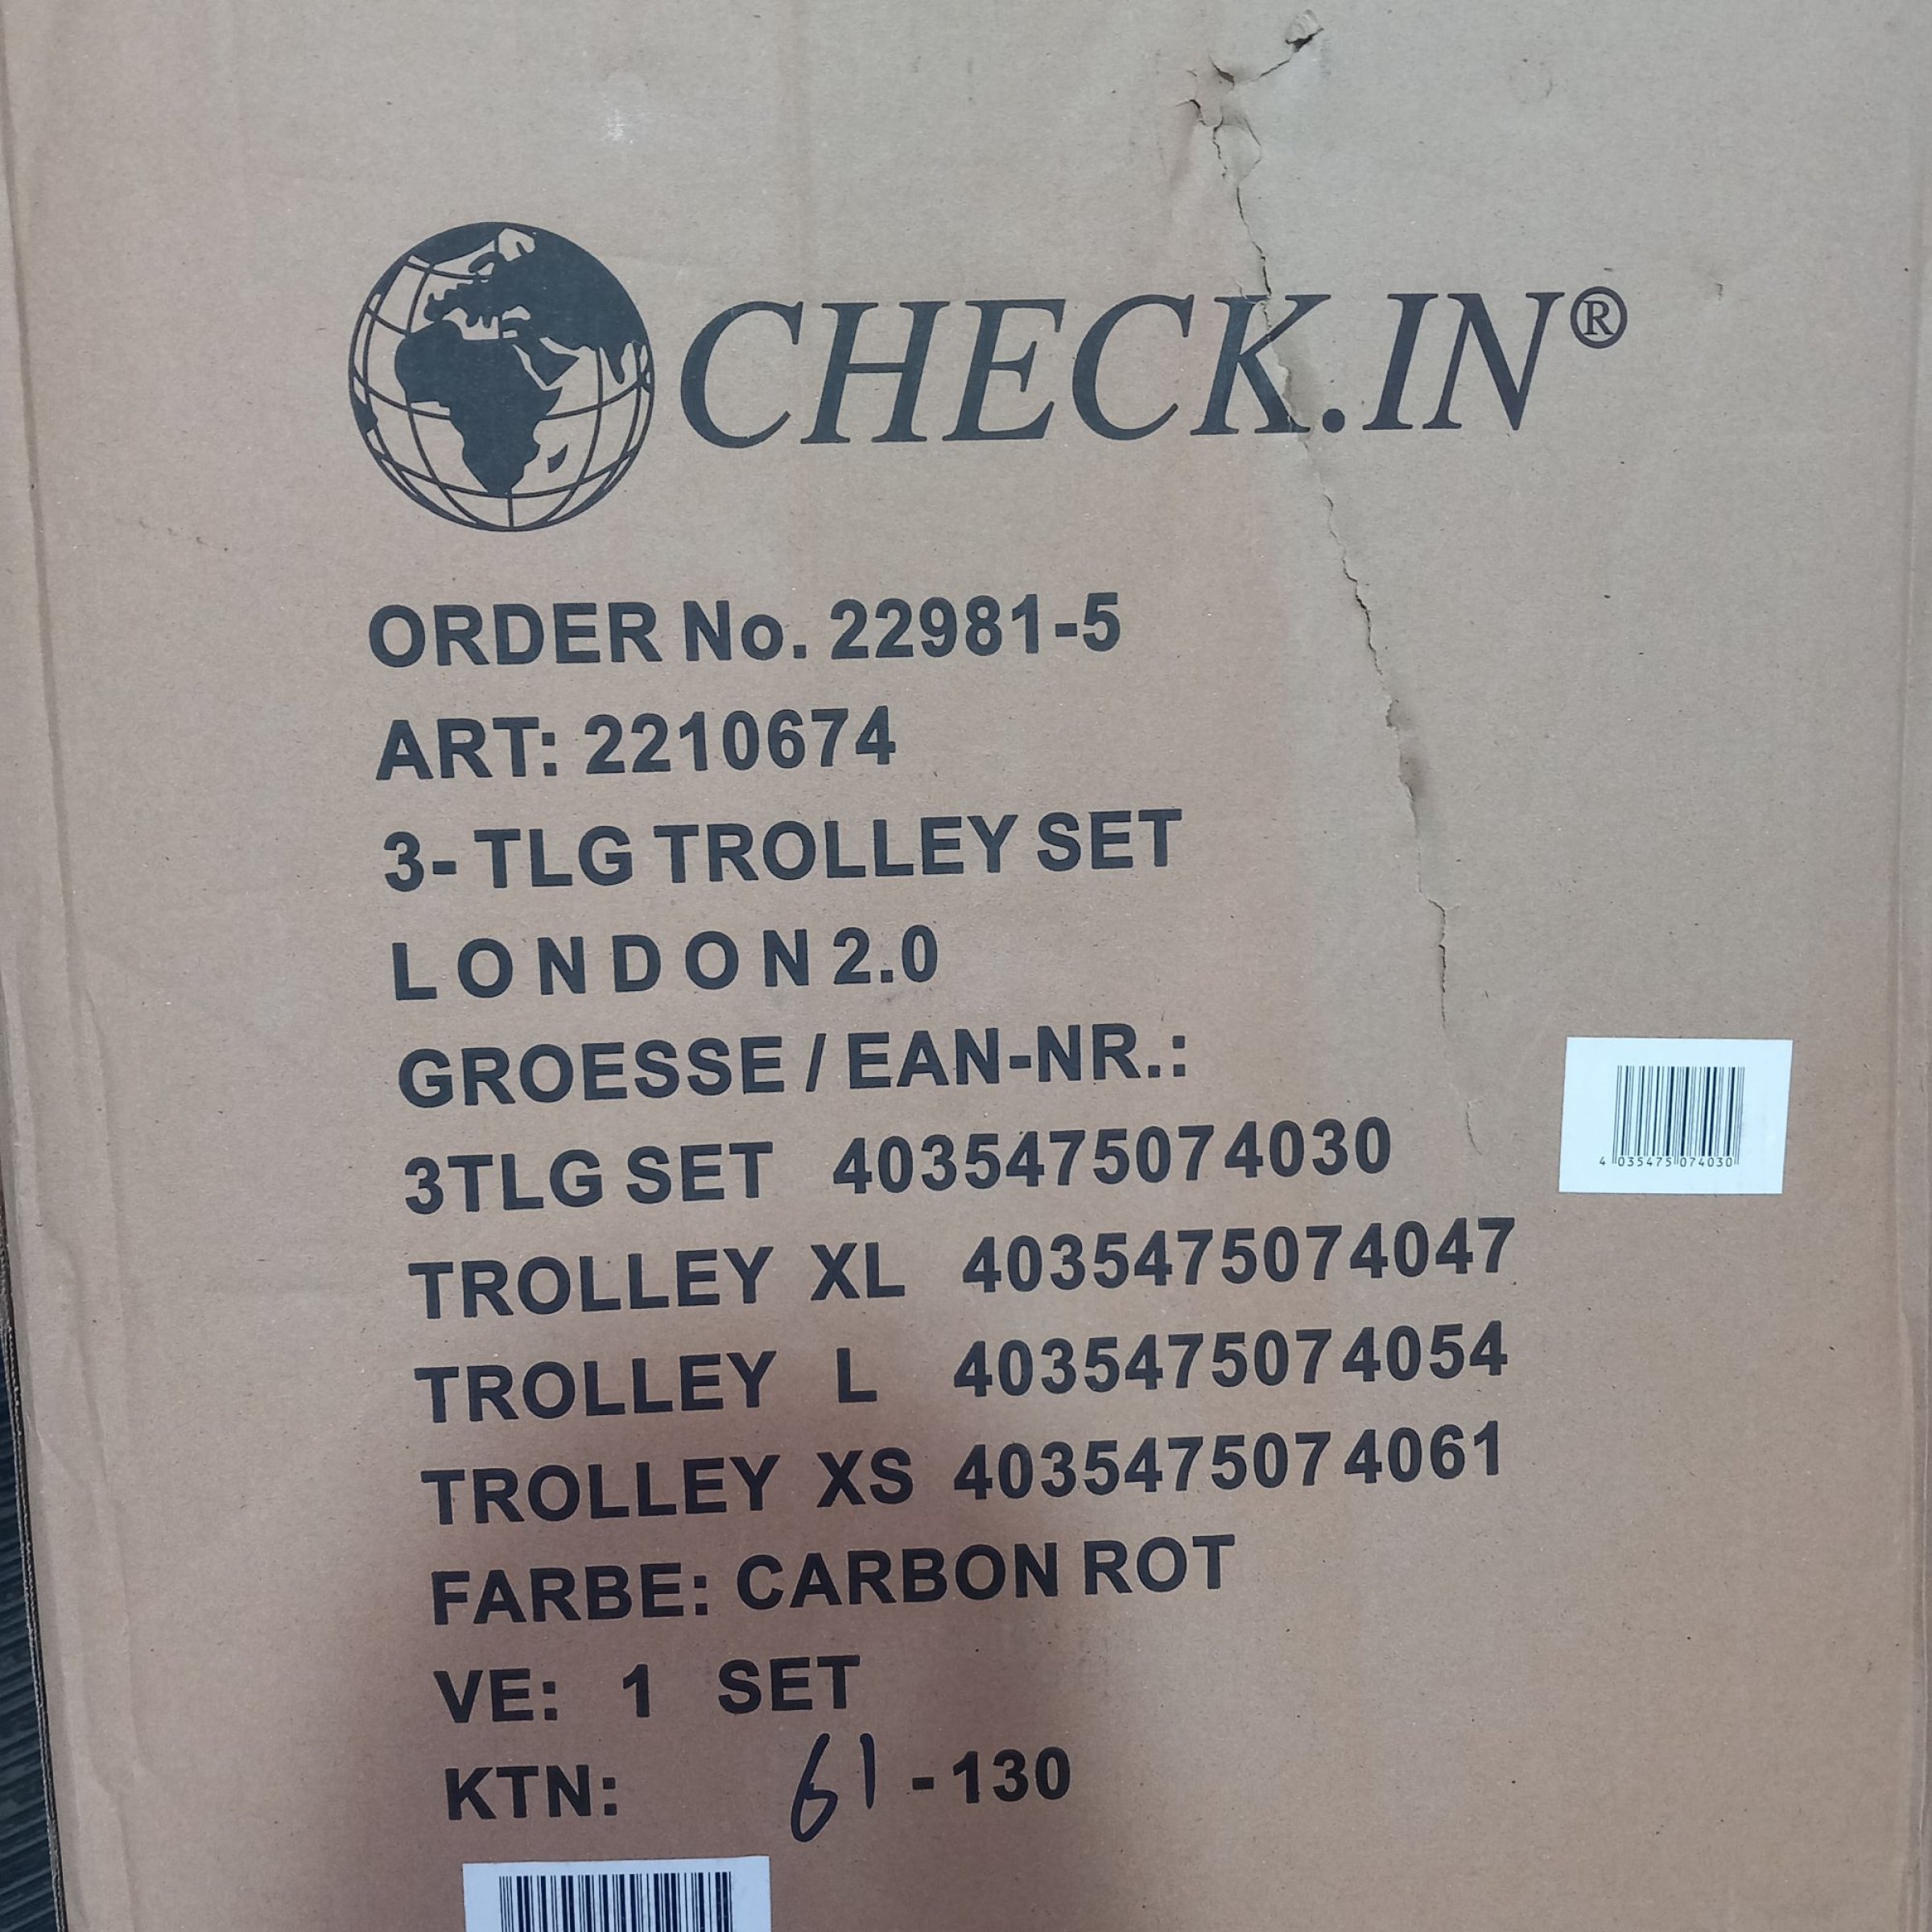 CHECK.IN®
ORDER No. 22981-5
ART: 2210674
3- TLG TROLLEY SET
LONDON 2.0
GROESSE / EAN-NR.:
3TLG SET 4035475074030
4 035475 074030
TROLLEY XL 4035475074047
TROLLEY L 4035475074054
TROLLEY XS 4035475074061
FARBE: CARBON ROT
VE: 1 SET
KTN: 61 - 130